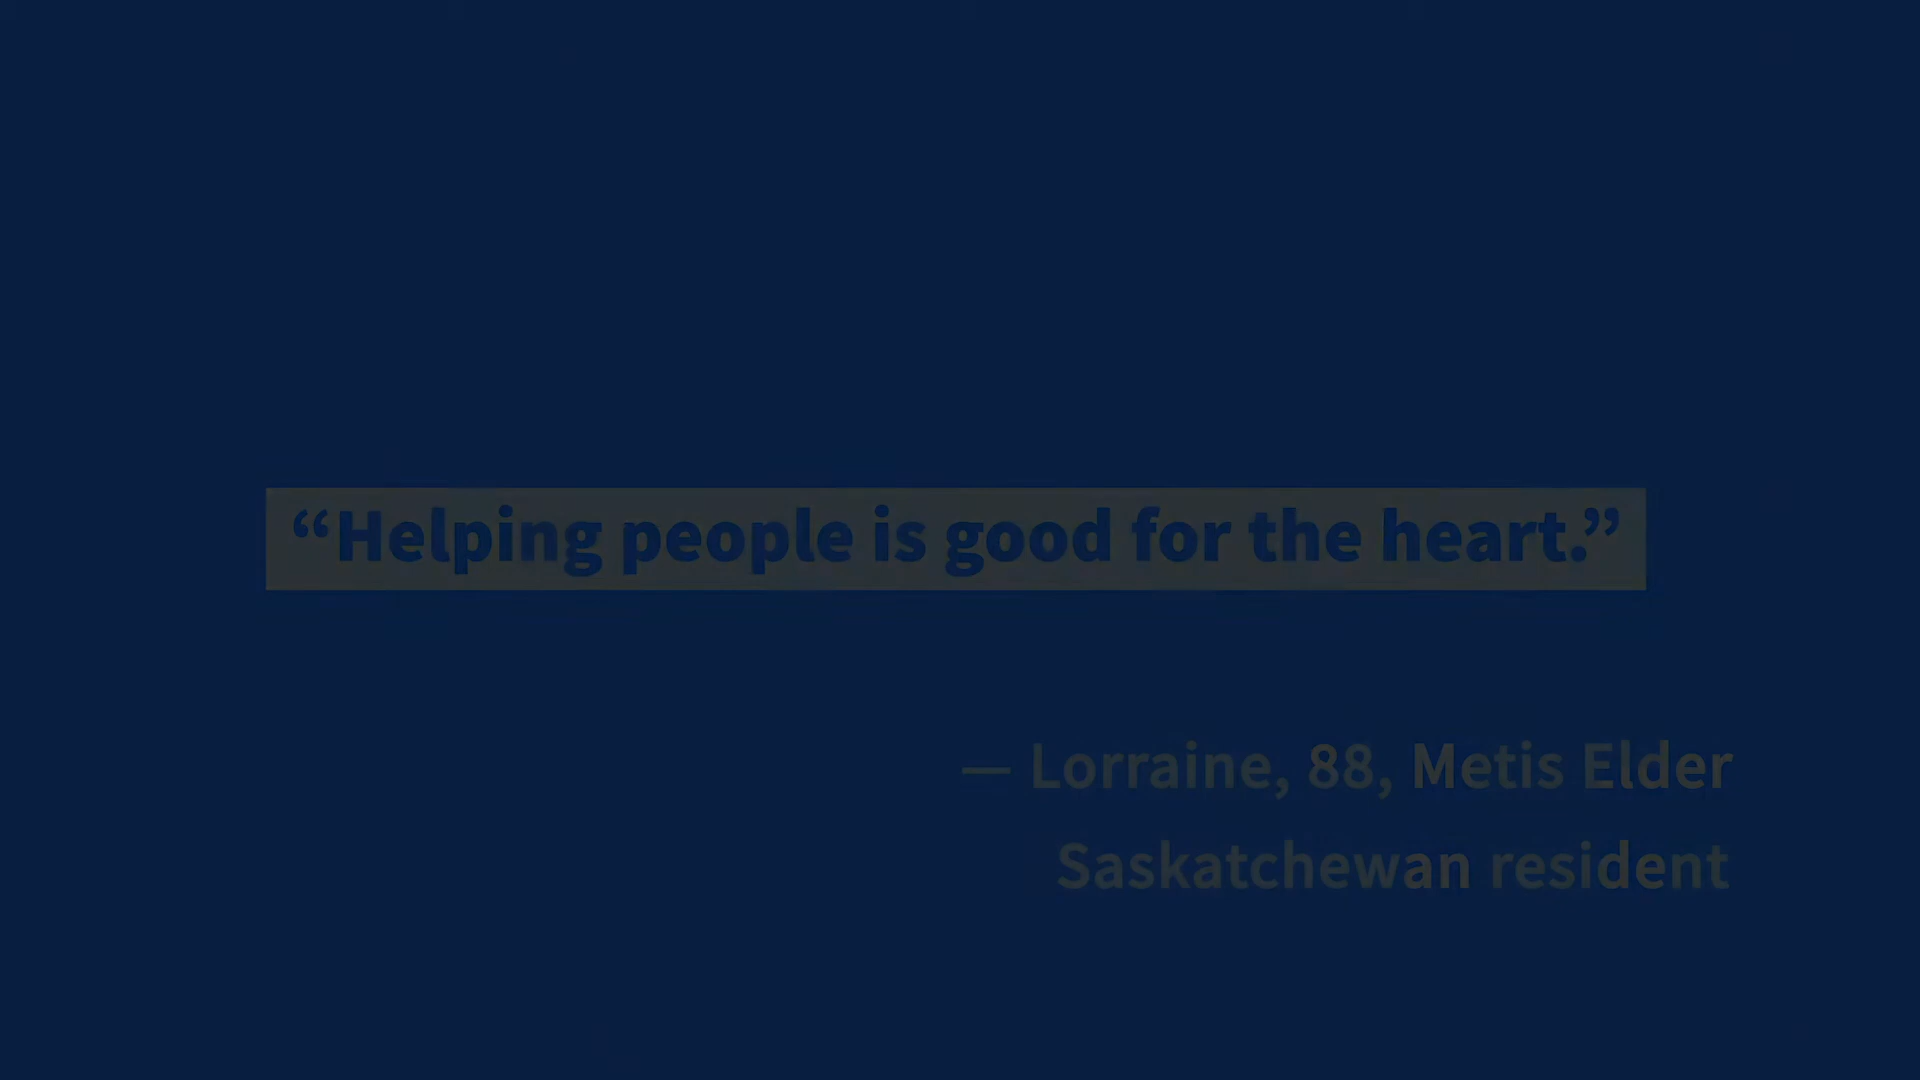 “Helping people is good for the heart.”
— Lorraine, 88, Metis Elder
Saskatchewan resident